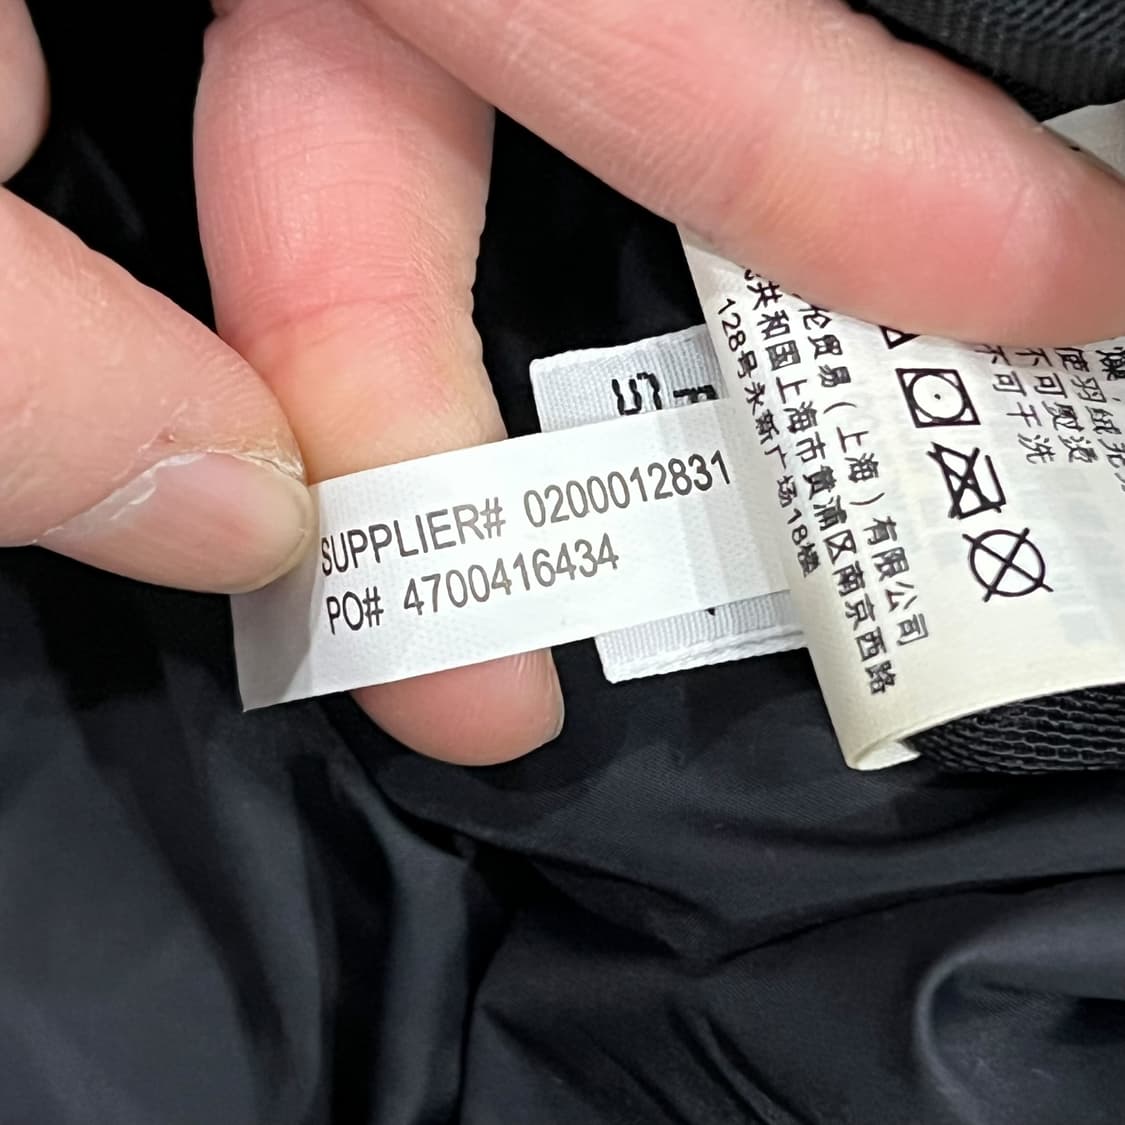 SUPPLIER# 0200012831
PO# 4700416434
共和国上海市黄浦区南京西路
128号永新广场18楼
贸易（上海）有限公司
使羽绒
不可熨烫
不可干洗